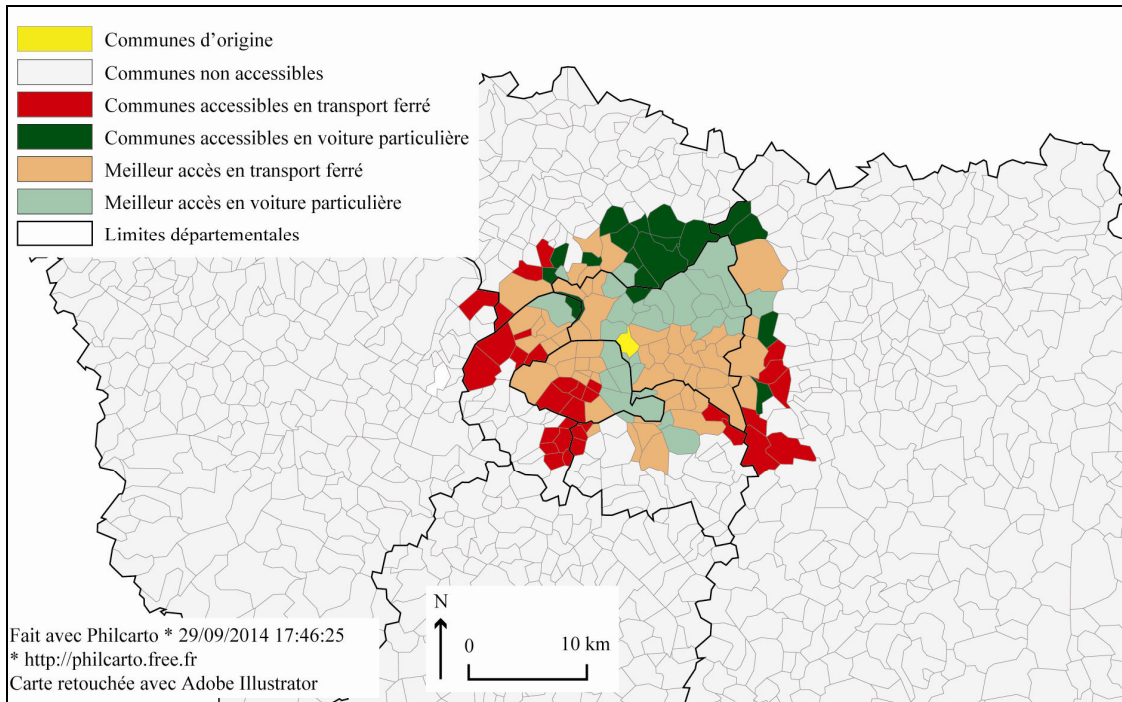 Communes d'origine
Communes non accessibles
Communes accessibles en transport ferré
Communes accessibles en voiture particulière
Meilleur accès en transport ferré
Meilleur accès en voiture particulière
Limites départementales
N
0 10 km
Fait avec Philcarto * 29/09/2014 17:46:25
* http://philcarto.free.fr
Carte retouchée avec Adobe Illustrator